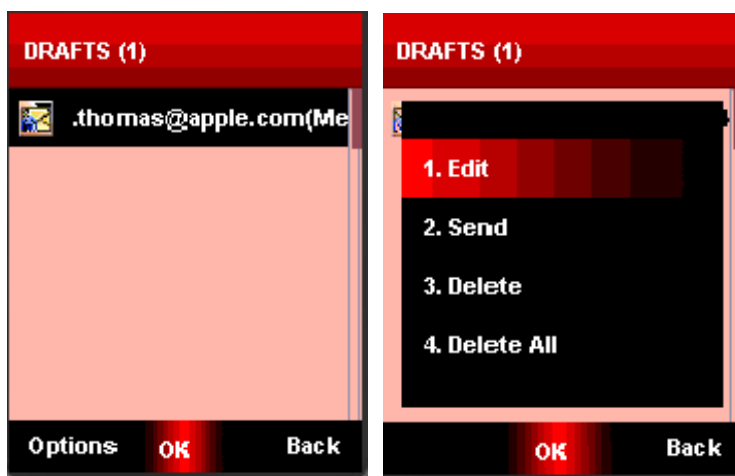 DRAFTS (1)
.thomas@apple.com(Me
Options OK Back
DRAFTS (1)
1. Edit
2. Send
3. Delete
4. Delete All
OK Back